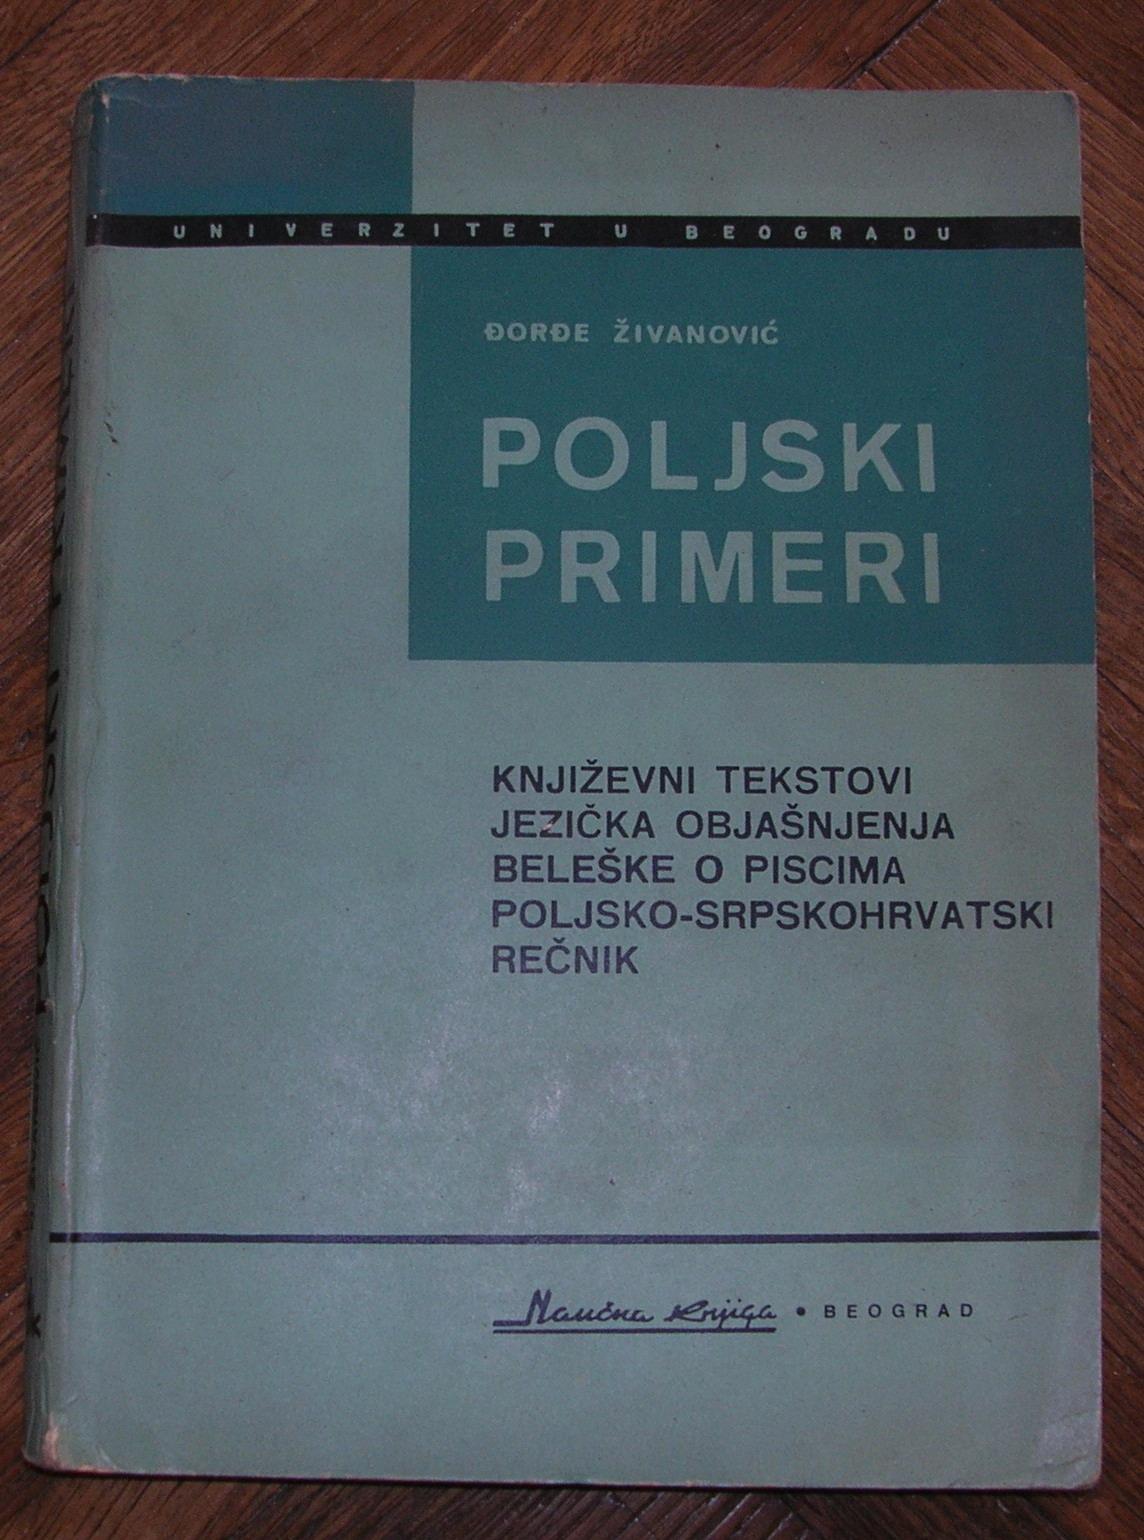 UNIVERZITET U BEOGRADU
ĐORĐE ŽIVANOVIĆ
POLJSKI
PRIMERI
KNJIŽEVNI TEKSTOVI
JEZIČKA OBJAŠNJENJA
BELEŠKE O PISCIMA
POLJSKO-SRPSKOHRVATSKI
REČNIK
Naučna Knjiga • BEOGRAD